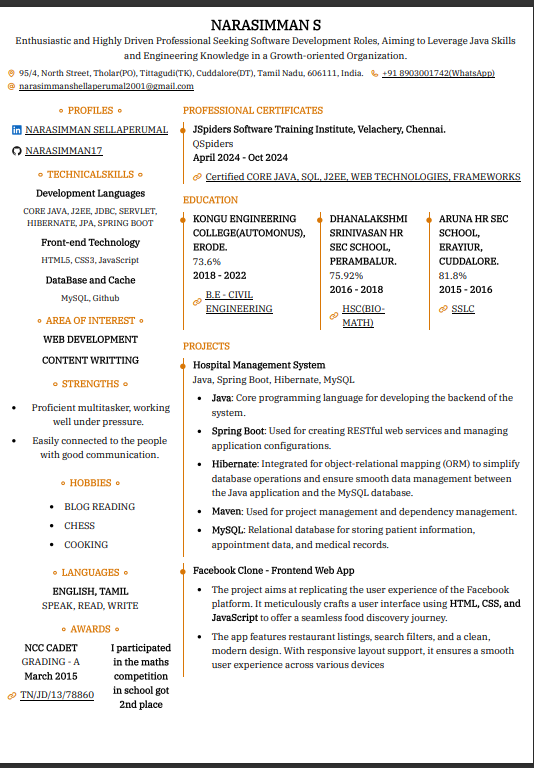 NARASIMMAN S
Enthusiastic and Highly Driven Professional Seeking Software Development Roles, Aiming to Leverage Java Skills
and Engineering Knowledge in a Growth-oriented Organization.
95/4, North Street, Tholar(PO), Tittagudi(TK), Cuddalore(DT), Tamil Nadu, 606111, India. +91 8903001742(WhatsApp)
narasimmanshellaperumal2001@gmail.com
PROFILES
NARASIMMAN SELLAPERUMAL
NARASIMMAN17
TECHNICALSKILLS
Development Languages
CORE JAVA, J2EE, JDBC, SERVLET,
HIBERNATE, JPA, SPRING BOOT
Front-end Technology
HTML5, CSS3, JavaScript
DataBase and Cache
MySQL, Github
AREA OF INTEREST
WEB DEVELOPMENT
CONTENT WRITTING
STRENGTHS
• Proficient multitasker, working
well under pressure.
• Easily connected to the people
with good communication.
HOBBIES
• BLOG READING
• CHESS
• COOKING
LANGUAGES
ENGLISH, TAMIL
SPEAK, READ, WRITE
AWARDS
NCC CADET
GRADING - A
March 2015
TN/JD/13/78860
I participated
in the maths
competition
in school got
2nd place
PROFESSIONAL CERTIFICATES
JSpiders Software Training Institute, Velachery, Chennai.
QSpiders
April 2024 - Oct 2024
Certified CORE JAVA, SQL, J2EE, WEB TECHNOLOGIES, FRAMEWORKS
EDUCATION
KONGU ENGINEERING
COLLEGE(AUTOMONUS),
ERODE.
73.6%
2018 - 2022
B.E - CIVIL
ENGINEERING
DHANALAKSHMI
SRINIVASAN HR
SEC SCHOOL,
PERAMBALUR.
75.92%
2016 - 2018
HSC(BIO-
MATH)
ARUNA HR SEC
SCHOOL,
ERAYIUR,
CUDDALORE.
81.8%
2015 - 2016
SSLC
PROJECTS
Hospital Management System
Java, Spring Boot, Hibernate, MySQL
• Java: Core programming language for developing the backend of the
system.
• Spring Boot: Used for creating RESTful web services and managing
application configurations.
• Hibernate: Integrated for object-relational mapping (ORM) to simplify
database operations and ensure smooth data management between
the Java application and the MySQL database.
• Maven: Used for project management and dependency management.
• MySQL: Relational database for storing patient information,
appointment data, and medical records.
Facebook Clone - Frontend Web App
• The project aims at replicating the user experience of the Facebook
platform. It meticulously crafts a user interface using HTML, CSS, and
JavaScript to offer a seamless food discovery journey.
• The app features restaurant listings, search filters, and a clean,
modern design. With responsive layout support, it ensures a smooth
user experience across various devices